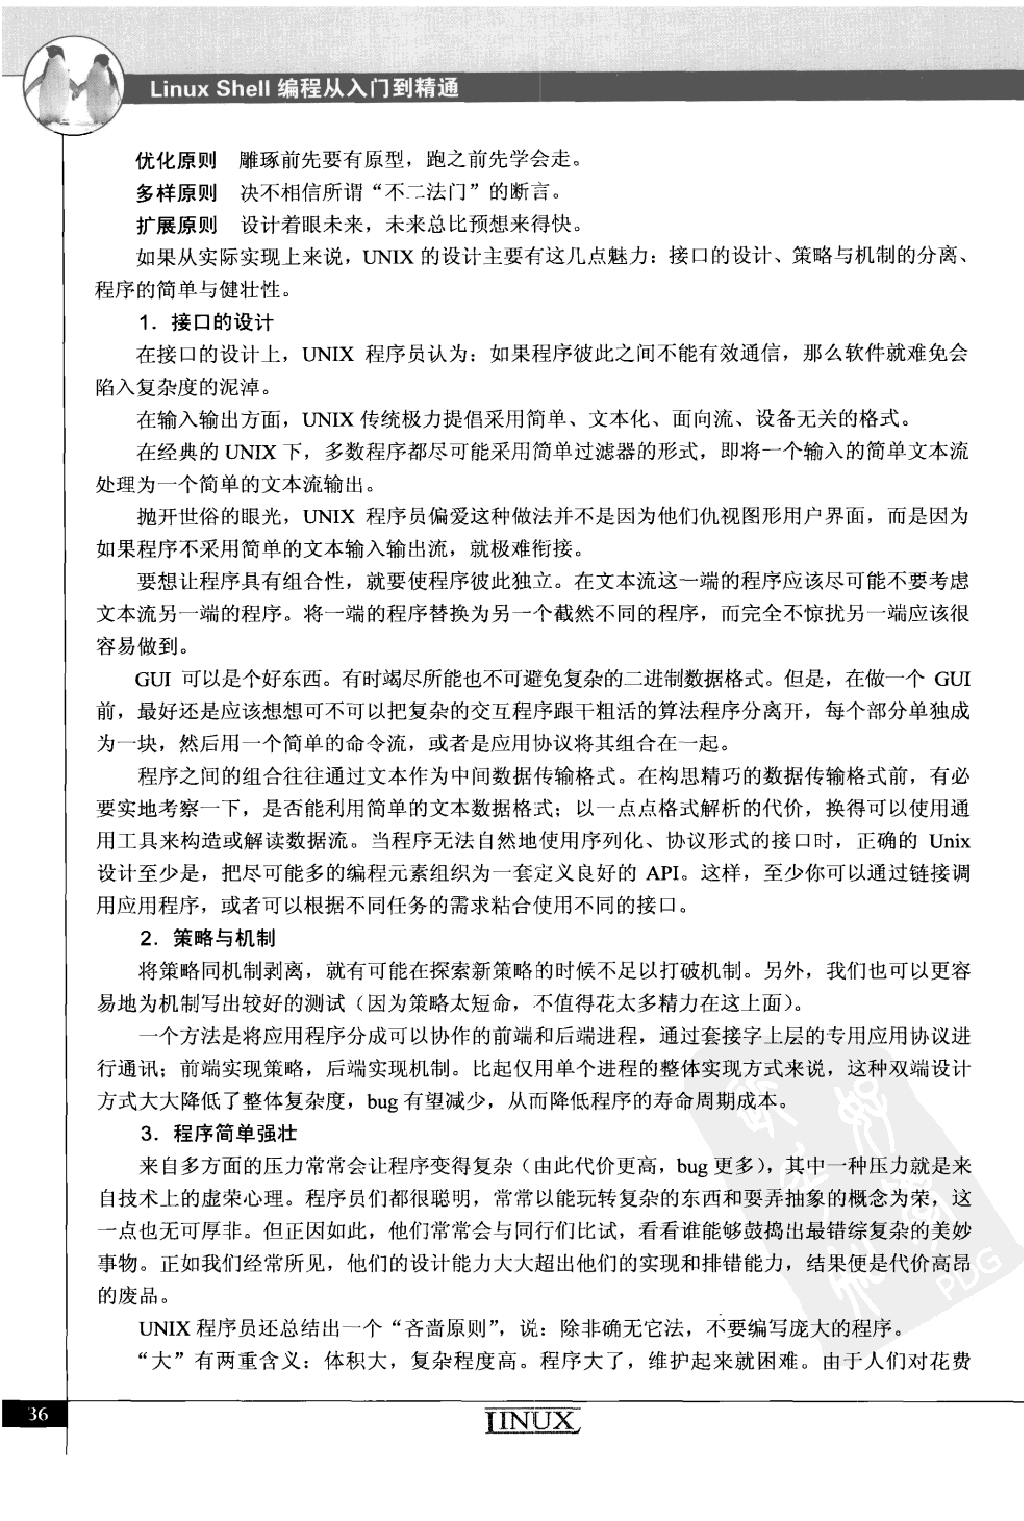 Linux Shell 编程从入门到精通
优化原则 雕琢前先要有原型，跑之前先学会走。
多样原则 决不相信所谓“不二法门”的断言。
扩展原则 设计着眼未来，未来总比预想来得快。
如果从实际实现上来说，UNIX 的设计主要有这几点魅力：接口的设计、策略与机制的分离、
程序的简单与健壮性。
1．接口的设计
在接口的设计上，UNIX 程序员认为：如果程序彼此之间不能有效通信，那么软件就难免会
陷入复杂度的泥淖。
在输入输出方面，UNIX 传统极力提倡采用简单、文本化、面向流、设备无关的格式。
在经典的 UNIX 下，多数程序都尽可能采用简单过滤器的形式，即将一个输入的简单文本流
处理为一个简单的文本流输出。
抛开世俗的眼光，UNIX 程序员偏爱这种做法并不是因为他们仇视图形用户界面，而是因为
如果程序不采用简单的文本输入输出流，就极难衔接。
要想让程序具有组合性，就要使程序彼此独立。在文本流这一端的程序应该尽可能不要考虑
文本流另一端的程序。将一端的程序替换为另一个截然不同的程序，而完全不惊扰另一端应该很
容易做到。
GUI 可以是个好东西。有时竭尽所能也不可避免复杂的二进制数据格式。但是，在做一个 GUI
前，最好还是应该想想可不可以把复杂的交互程序跟干粗活的算法程序分离开，每个部分单独成
为一块，然后用一个简单的命令流，或者是应用协议将其组合在一起。
程序之间的组合往往通过文本作为中间数据传输格式。在构思精巧的数据传输格式前，有必
要实地考察一下，是否能利用简单的文本数据格式；以一点点格式解析的代价，换得可以使用通
用工具来构造或解读数据流。当程序无法自然地使用序列化、协议形式的接口时，正确的 Unix
设计至少是，把尽可能多的编程元素组织为一套定义良好的 API。这样，至少你可以通过链接调
用应用程序，或者可以根据不同任务的需求粘合使用不同的接口。
2．策略与机制
将策略同机制剥离，就有可能在探索新策略的时候不足以打破机制。另外，我们也可以更容
易地为机制写出较好的测试（因为策略太短命，不值得花太多精力在这上面）。
一个方法是将应用程序分成可以协作的前端和后端进程，通过套接字上层的专用应用协议进
行通讯；前端实现策略，后端实现机制。比起仅用单个进程的整体实现方式来说，这种双端设计
方式大大降低了整体复杂度，bug 有望减少，从而降低程序的寿命周期成本。
3．程序简单强壮
来自多方面的压力常常会让程序变得复杂（由此代价更高，bug 更多），其中一种压力就是来
自技术上的虚荣心理。程序员们都很聪明，常常以能玩转复杂的东西和耍弄抽象的概念为荣，这
一点也无可厚非。但正因如此，他们常常会与同行们比试，看看谁能够鼓捣出最错综复杂的美妙
事物。正如我们经常所见，他们的设计能力大大超出他们的实现和排错能力，结果便是代价高昂
的废品。
UNIX 程序员还总结出一个“吝啬原则”，说：除非确无它法，不要编写庞大的程序。
“大”有两重含义：体积大，复杂程度高。程序大了，维护起来就困难。由于人们对花费
36
LINUX
PDG